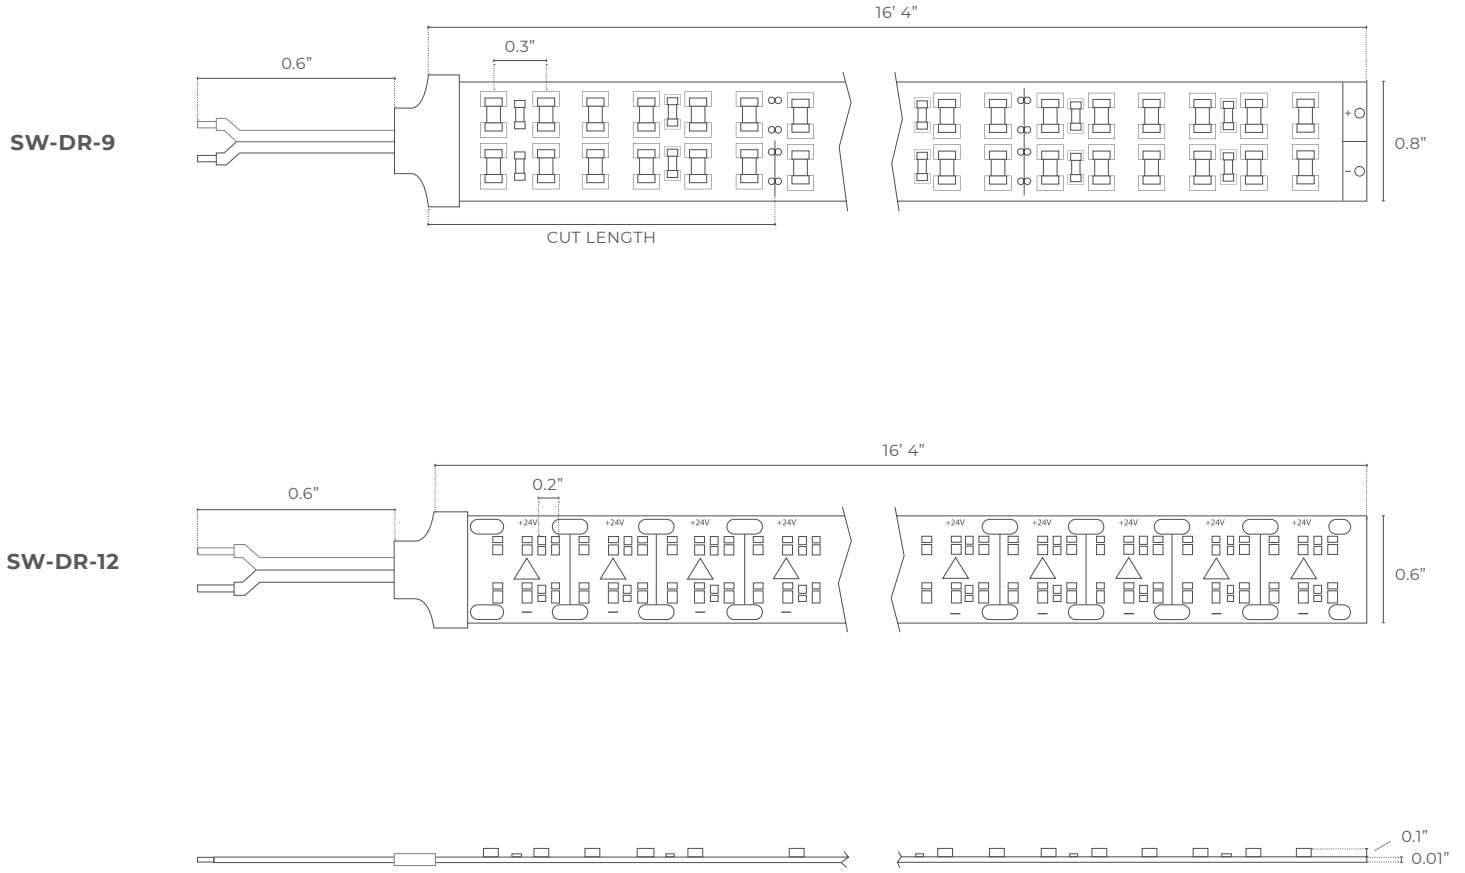 16’ 4”
0.3”
0.6”
SW-DR-9
+
−
0.8”
CUT LENGTH
16’ 4”
0.2”
0.6”
+24V +24V +24V +24V +24V +24V +24V +24V +24V
SW-DR-12
0.6”
− − − − − − − − −
0.1”
0.01”